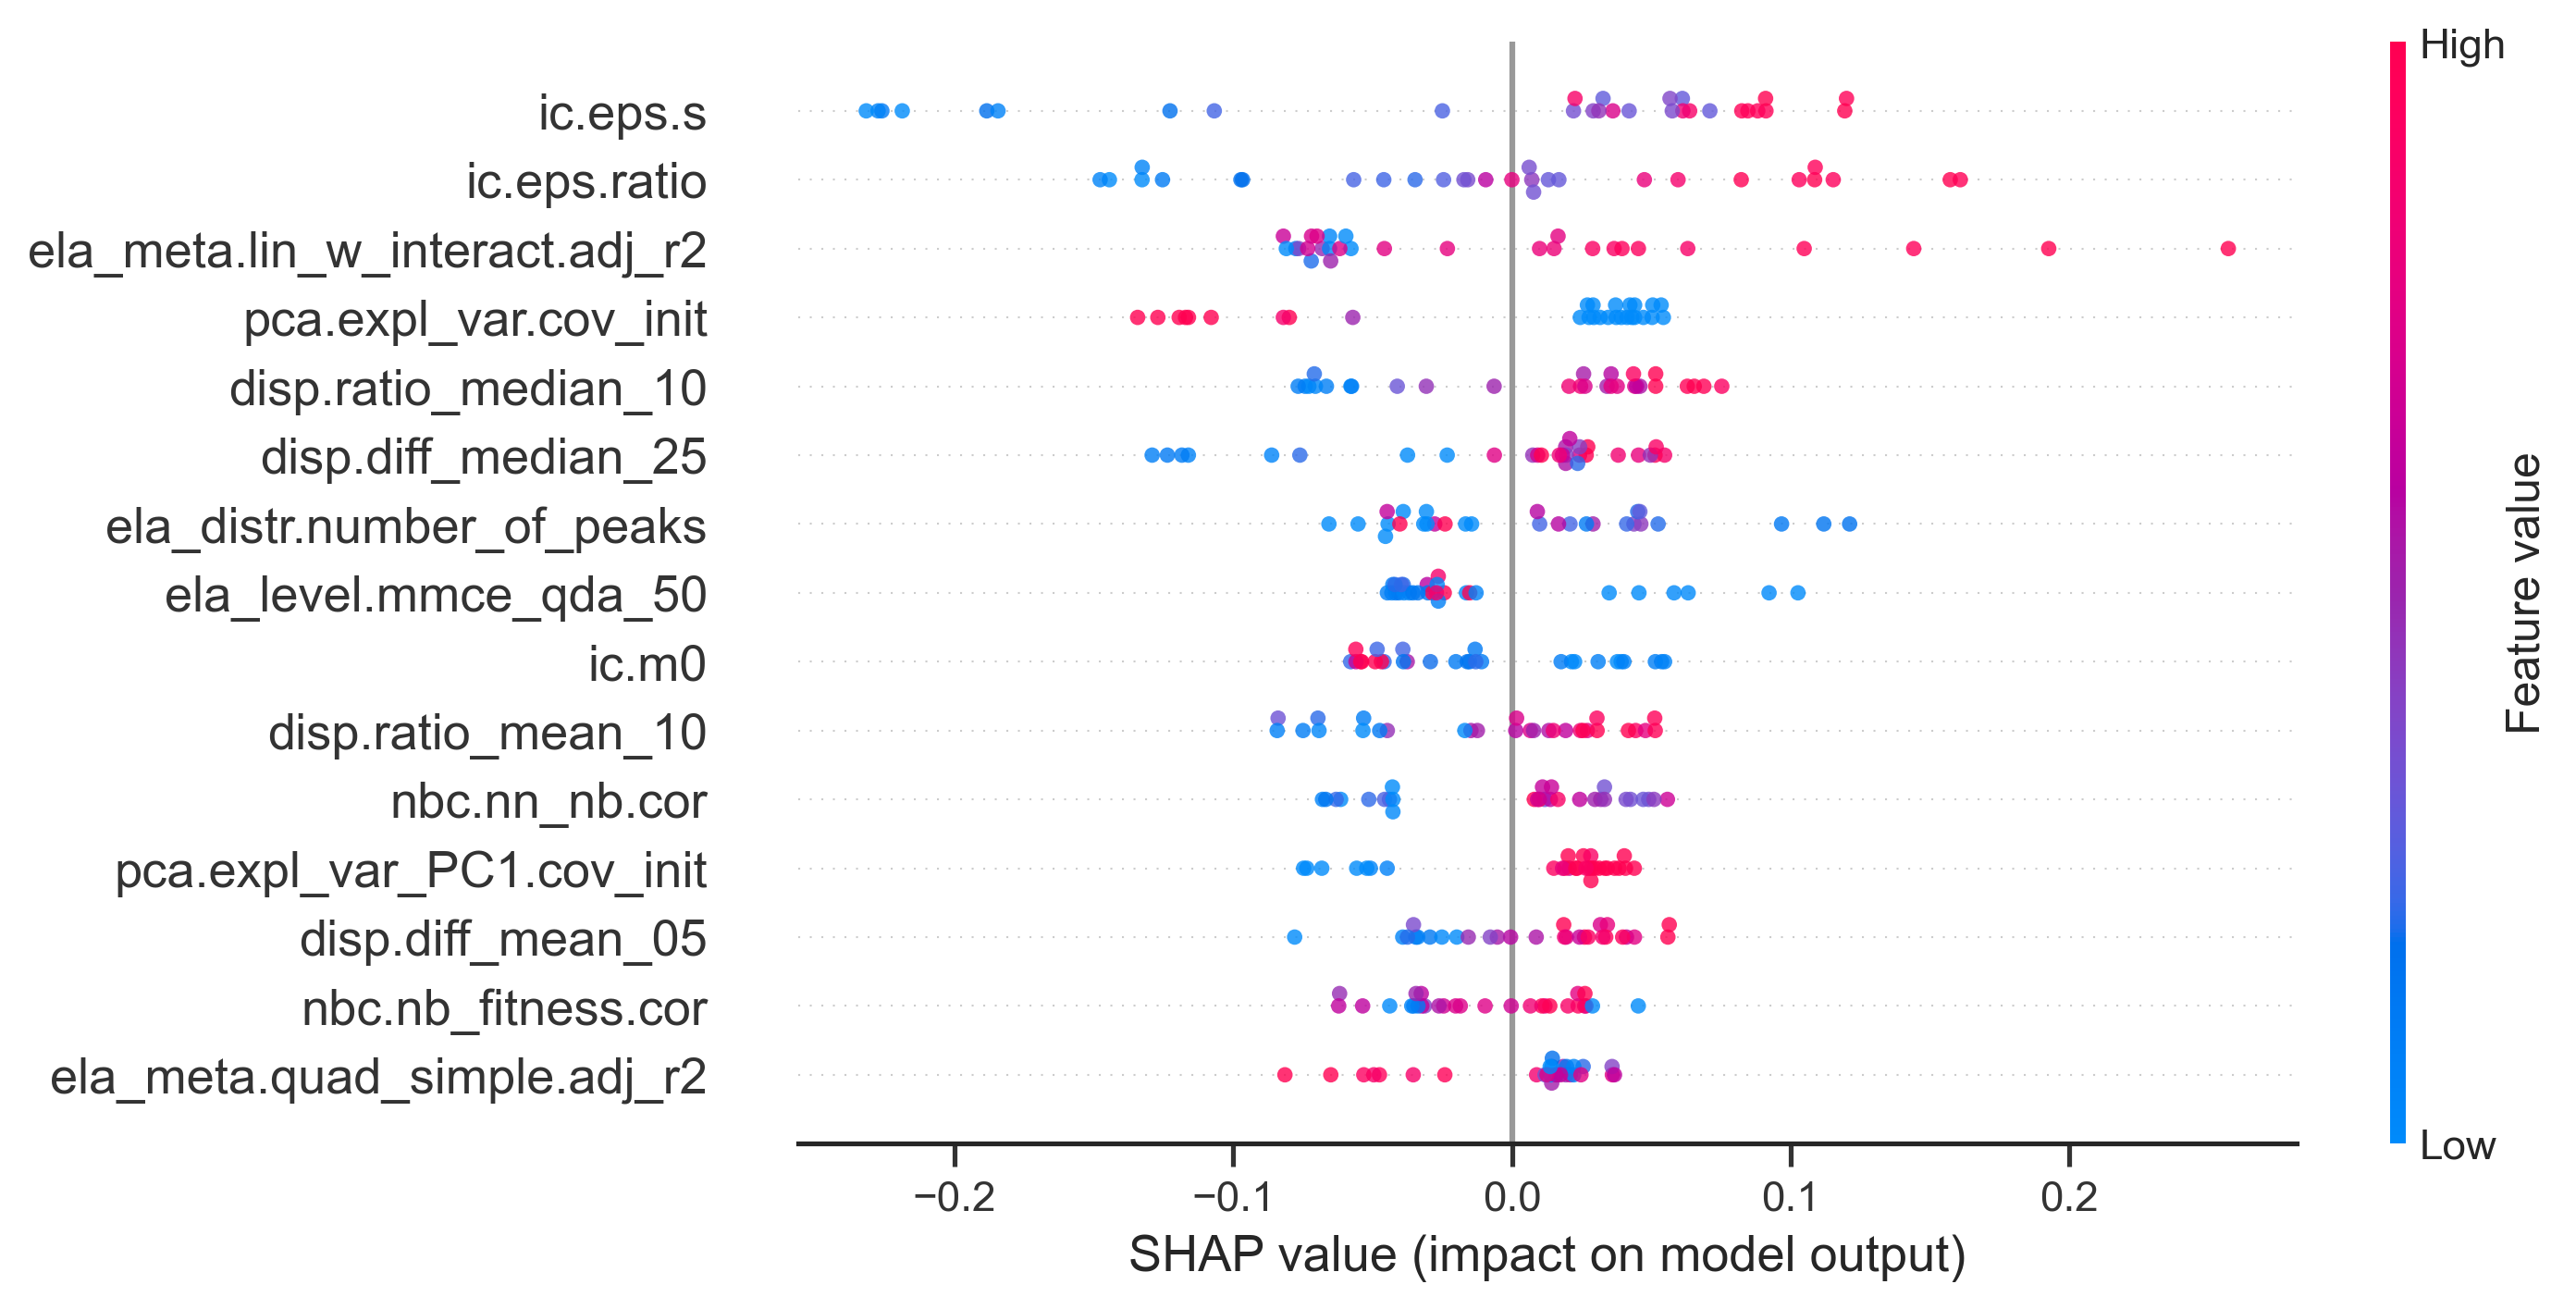 High
ic.eps.s
ic.eps.ratio
ela_meta.lin_w_interact.adj_r2
pca.expl_var.cov_init
disp.ratio_median_10
disp.diff_median_25
ela_distr.number_of_peaks
ela_level.mmce_qda_50
ic.m0
disp.ratio_mean_10
nbc.nn_nb.cor
pca.expl_var_PC1.cov_init
disp.diff_mean_05
nbc.nb_fitness.cor
ela_meta.quad_simple.adj_r2
Feature value
Low
−0.2 −0.1 0.0 0.1 0.2
SHAP value (impact on model output)